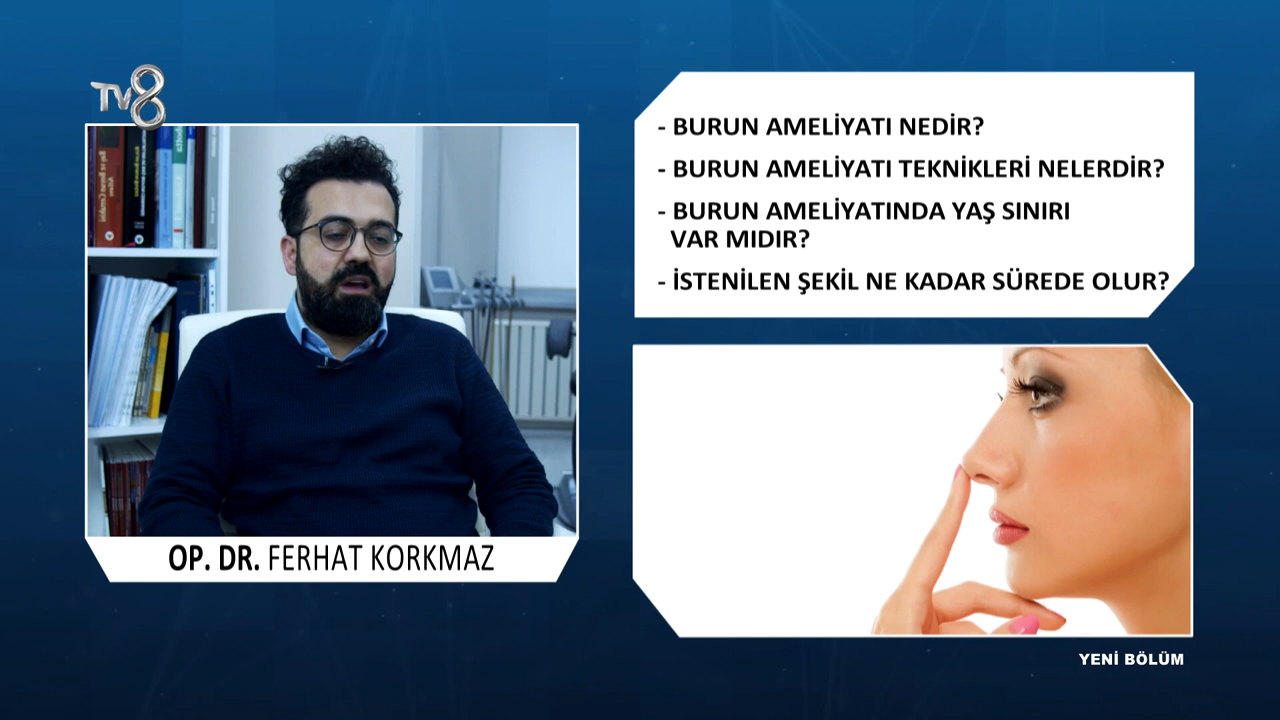 TV8
- BURUN AMELİYATI NEDİR?
- BURUN AMELİYATI TEKNİKLERİ NELERDİR?
- BURUN AMELİYATINDA YAŞ SINIRI
VAR MIDIR?
- İSTENİLEN ŞEKİL NE KADAR SÜREDE OLUR?
OP. DR. FERHAT KORKMAZ
YENİ BÖLÜM